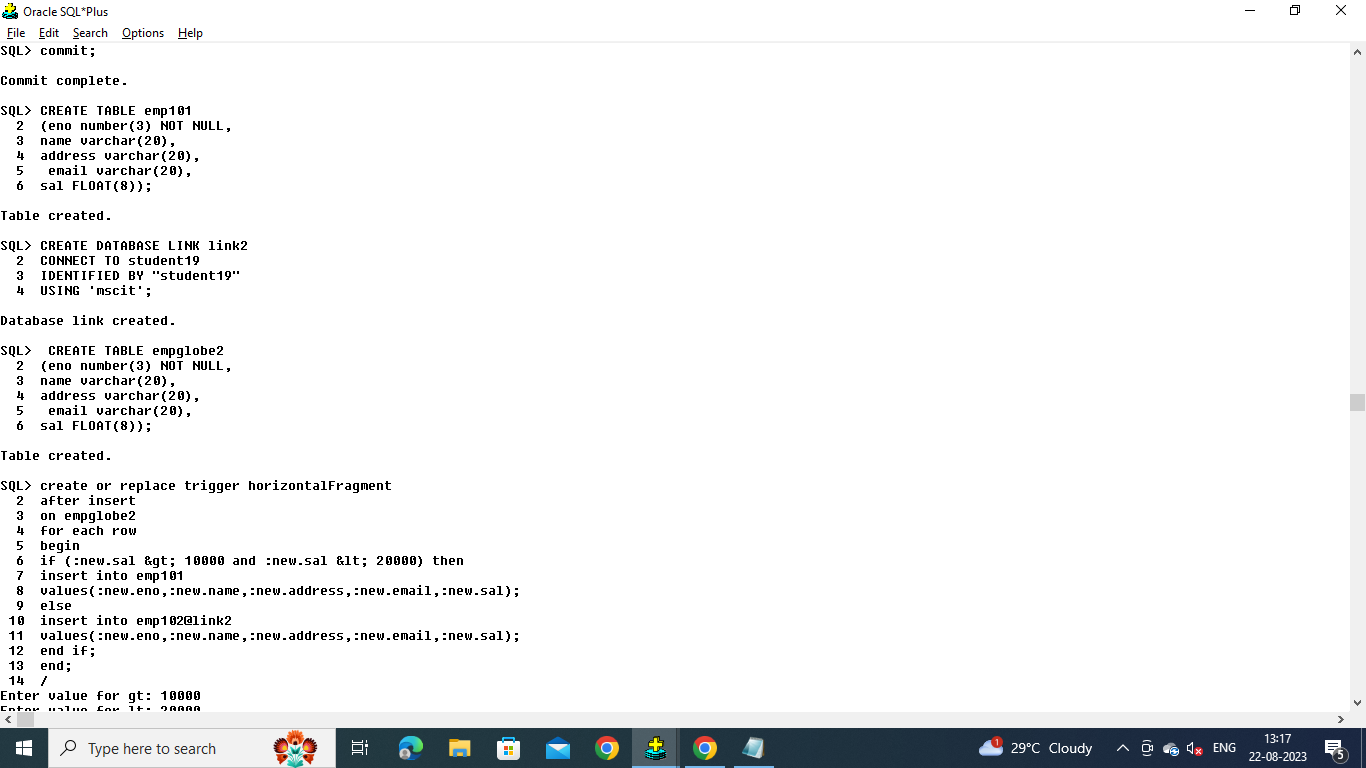 Oracle SQL*Plus
File Edit Search Options Help
SQL> commit;
Commit complete.
SQL> CREATE TABLE emp101
2 (eno number(3) NOT NULL,
3 name varchar(20),
4 address varchar(20),
5 email varchar(20),
6 sal FLOAT(8));
Table created.
SQL> CREATE DATABASE LINK link2
2 CONNECT TO student19
3 IDENTIFIED BY "student19"
4 USING 'mscit';
Database link created.
SQL> CREATE TABLE empglobe2
2 (eno number(3) NOT NULL,
3 name varchar(20),
4 address varchar(20),
5 email varchar(20),
6 sal FLOAT(8));
Table created.
SQL> create or replace trigger horizontalFragment
2 after insert
3 on empglobe2
4 for each row
5 begin
6 if (:new.sal &gt; 10000 and :new.sal &lt; 20000) then
7 insert into emp101
8 values(:new.eno,:new.name,:new.address,:new.email,:new.sal);
9 else
10 insert into emp102@link2
11 values(:new.eno,:new.name,:new.address,:new.email,:new.sal);
12 end if;
13 end;
14 /
Enter value for gt: 10000
Enter value for lt: 20000
Type here to search
1
29°C Cloudy
ENG
13:17
22-08-2023
5